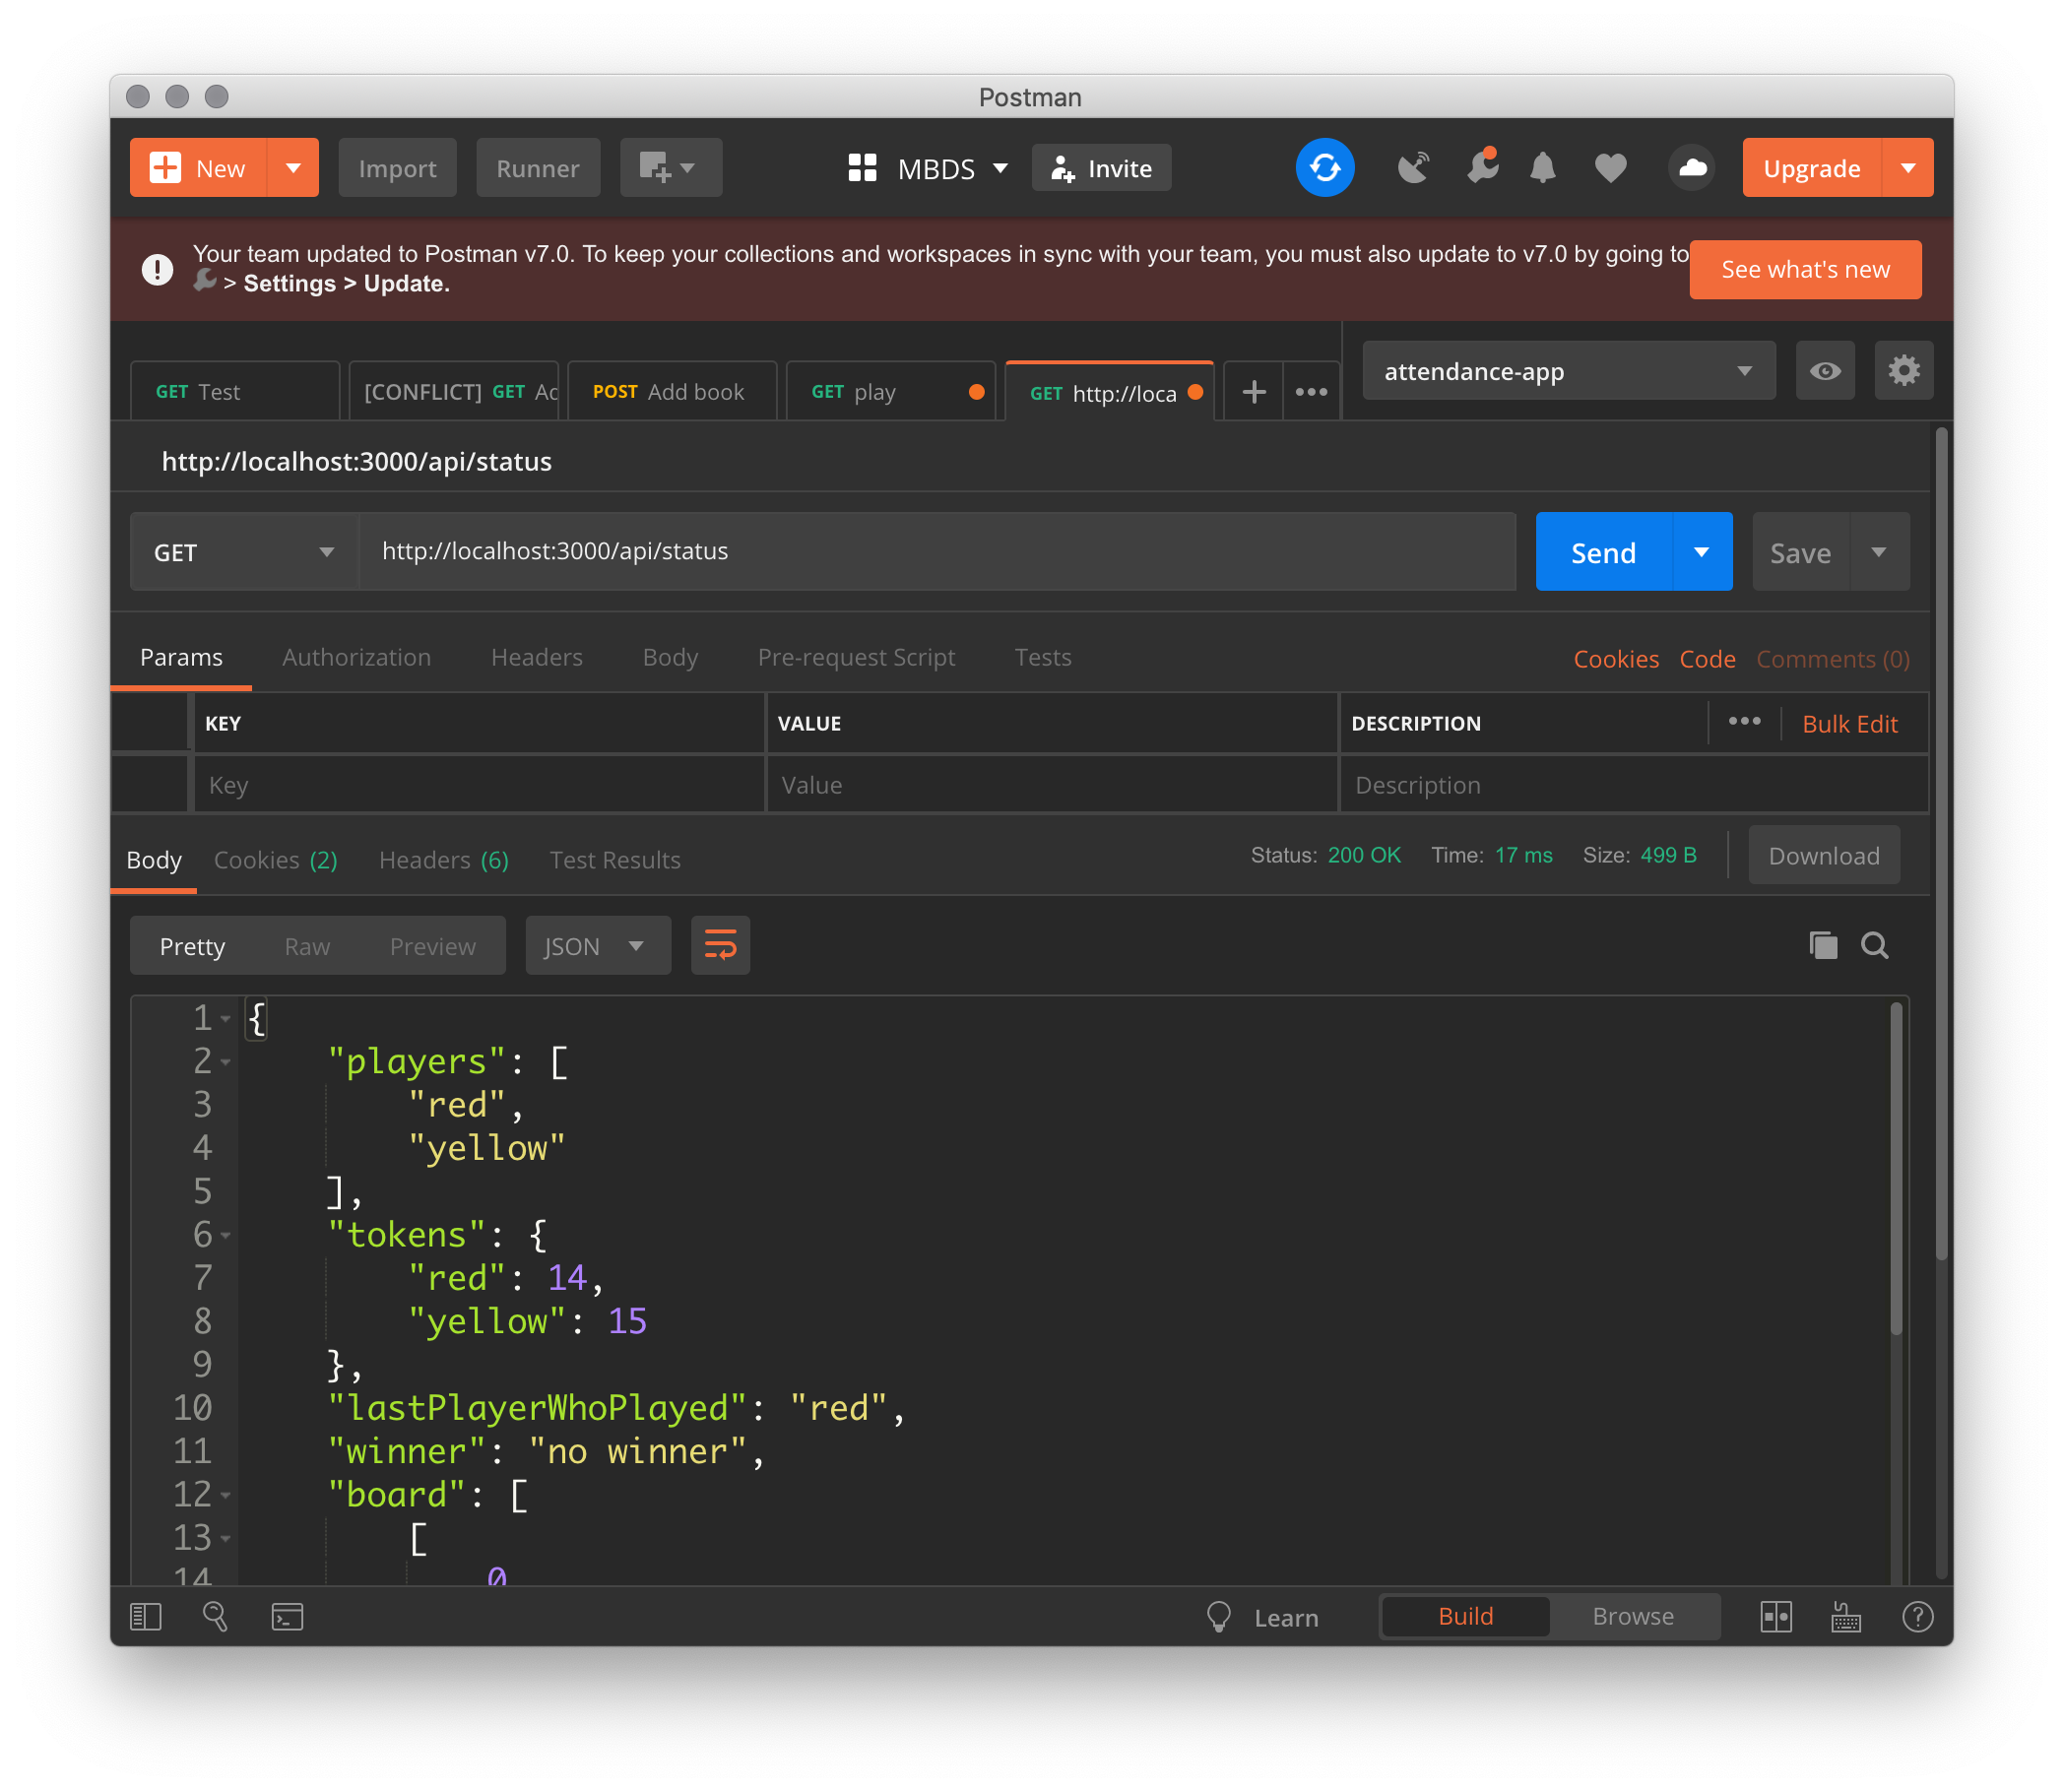 Postman
New Import Runner MBDS Invite Upgrade
Your team updated to Postman v7.0. To keep your collections and workspaces in sync with your team, you must also update to v7.0 by going to
> Settings > Update.
See what's new
GET Test [CONFLICT] GET POST Add book GET play GET http://loca + ••• attendance-app
http://localhost:3000/api/status
GET http://localhost:3000/api/status Send Save
Params Authorization Headers Body Pre-request Script Tests Cookies Code Comments (0)
KEY VALUE DESCRIPTION ••• Bulk Edit
Key Value Description
Body Cookies (2) Headers (6) Test Results Status: 200 OK Time: 17 ms Size: 499 B Download
Pretty Raw Preview JSON
1 {
2 "players": [
3 "red",
4 "yellow"
5 ],
6 "tokens": {
7 "red": 14,
8 "yellow": 15
9 },
10 "lastPlayerWhoPlayed": "red",
11 "winner": "no winner",
12 "board": [
13 [
14 0
Learn Build Browse